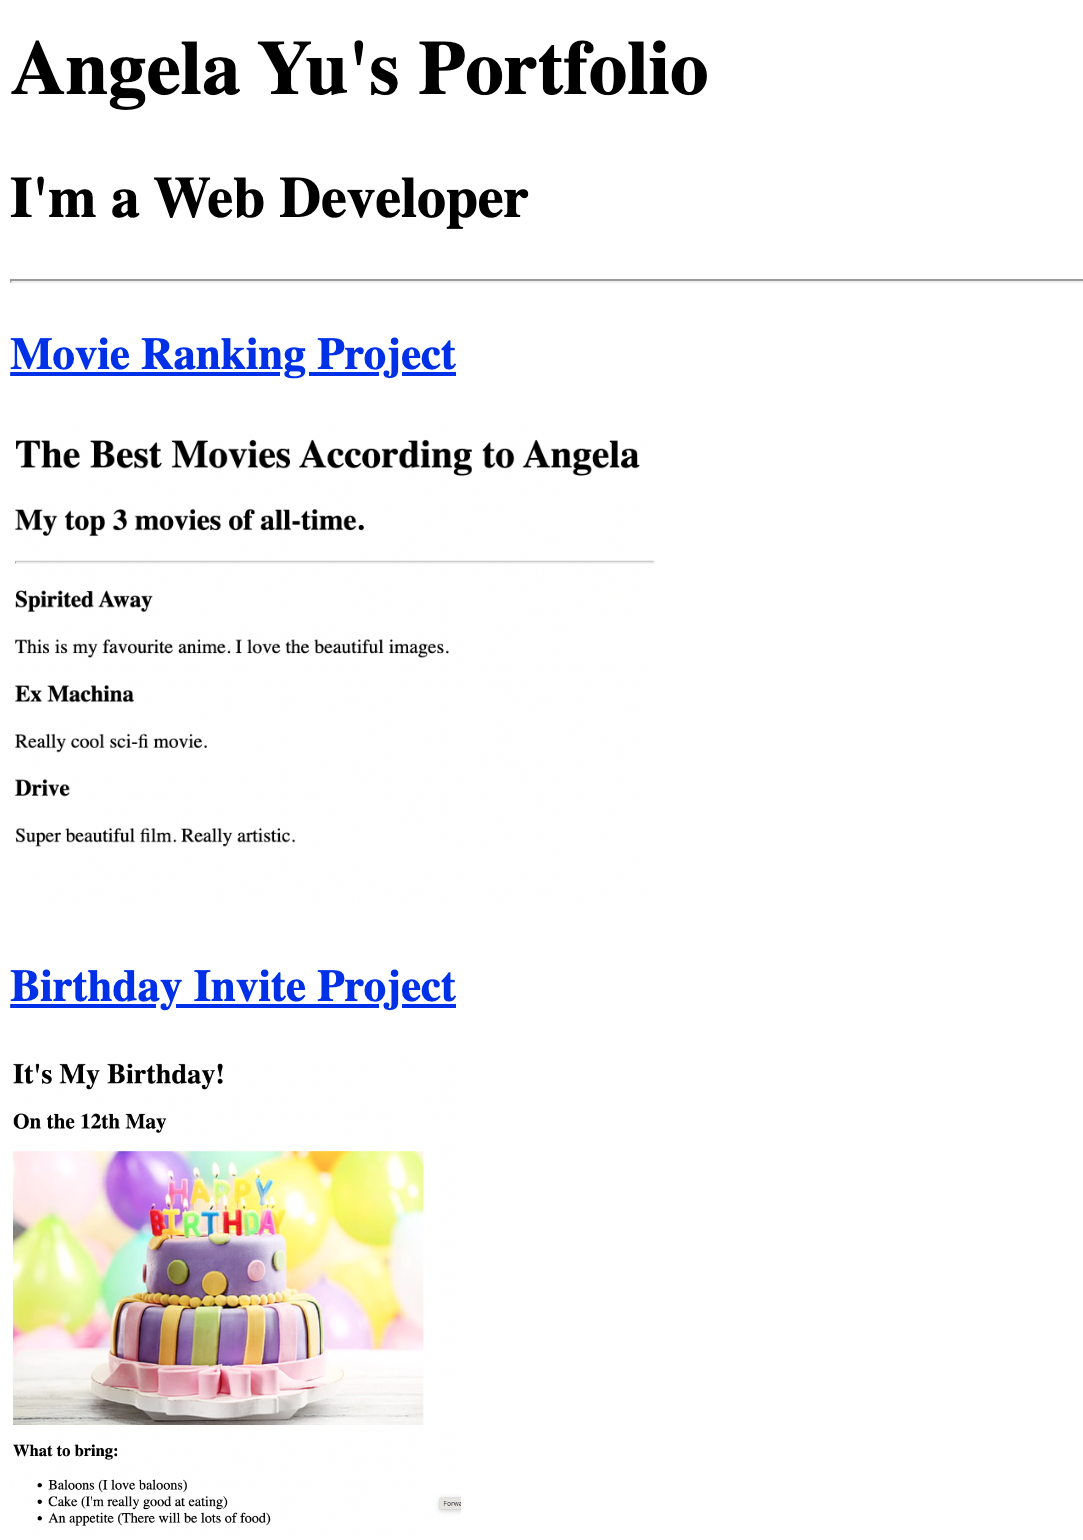 Angela Yu's Portfolio
I'm a Web Developer
Movie Ranking Project
The Best Movies According to Angela
My top 3 movies of all-time.
Spirited Away
This is my favourite anime. I love the beautiful images.
Ex Machina
Really cool sci-fi movie.
Drive
Super beautiful film. Really artistic.
Birthday Invite Project
It's My Birthday!
On the 12th May
HAPPY
BIRTHDAY
What to bring:
• Baloons (I love baloons)
• Cake (I'm really good at eating)
• An appetite (There will be lots of food)